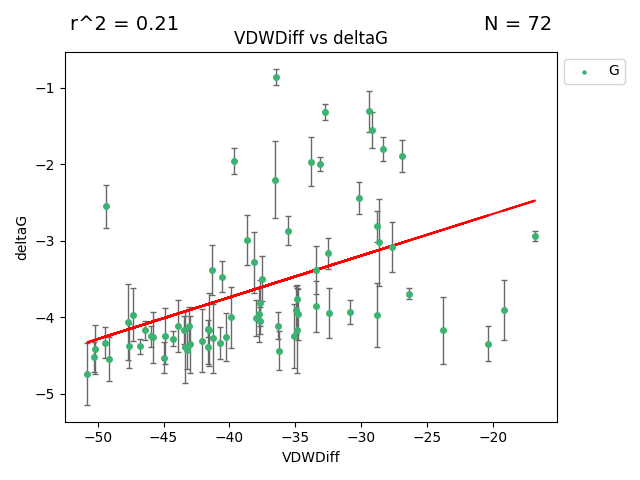 r^2 = 0.21
N = 72
VDWDiff vs deltaG
G
−1
−2
−3
−4
−5
deltaG
−50
−45
−40
−35
−30
−25
−20
VDWDiff